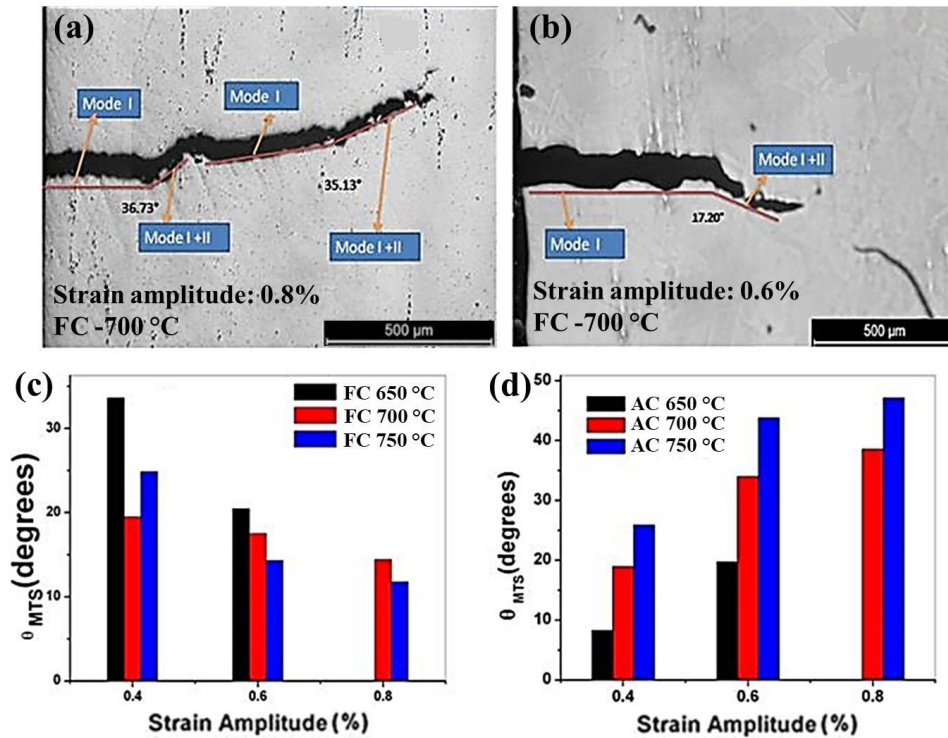 (a)
Mode I
Mode I
36.73°
35.13°
Mode I +II
Mode I +II
Strain amplitude: 0.8%
FC -700 °C
500 µm
(b)
Mode I +II
17.20°
Mode I
Strain amplitude: 0.6%
FC -700 °C
500 µm
(c)
FC 650 °C
FC 700 °C
FC 750 °C
30
20
10
0
θ MTS (degrees)
0.4 0.6 0.8
Strain Amplitude (%)
(d)
AC 650 °C
AC 700 °C
AC 750 °C
50
40
30
20
10
0
θ MTS (degrees)
0.4 0.6 0.8
Strain Amplitude (%)